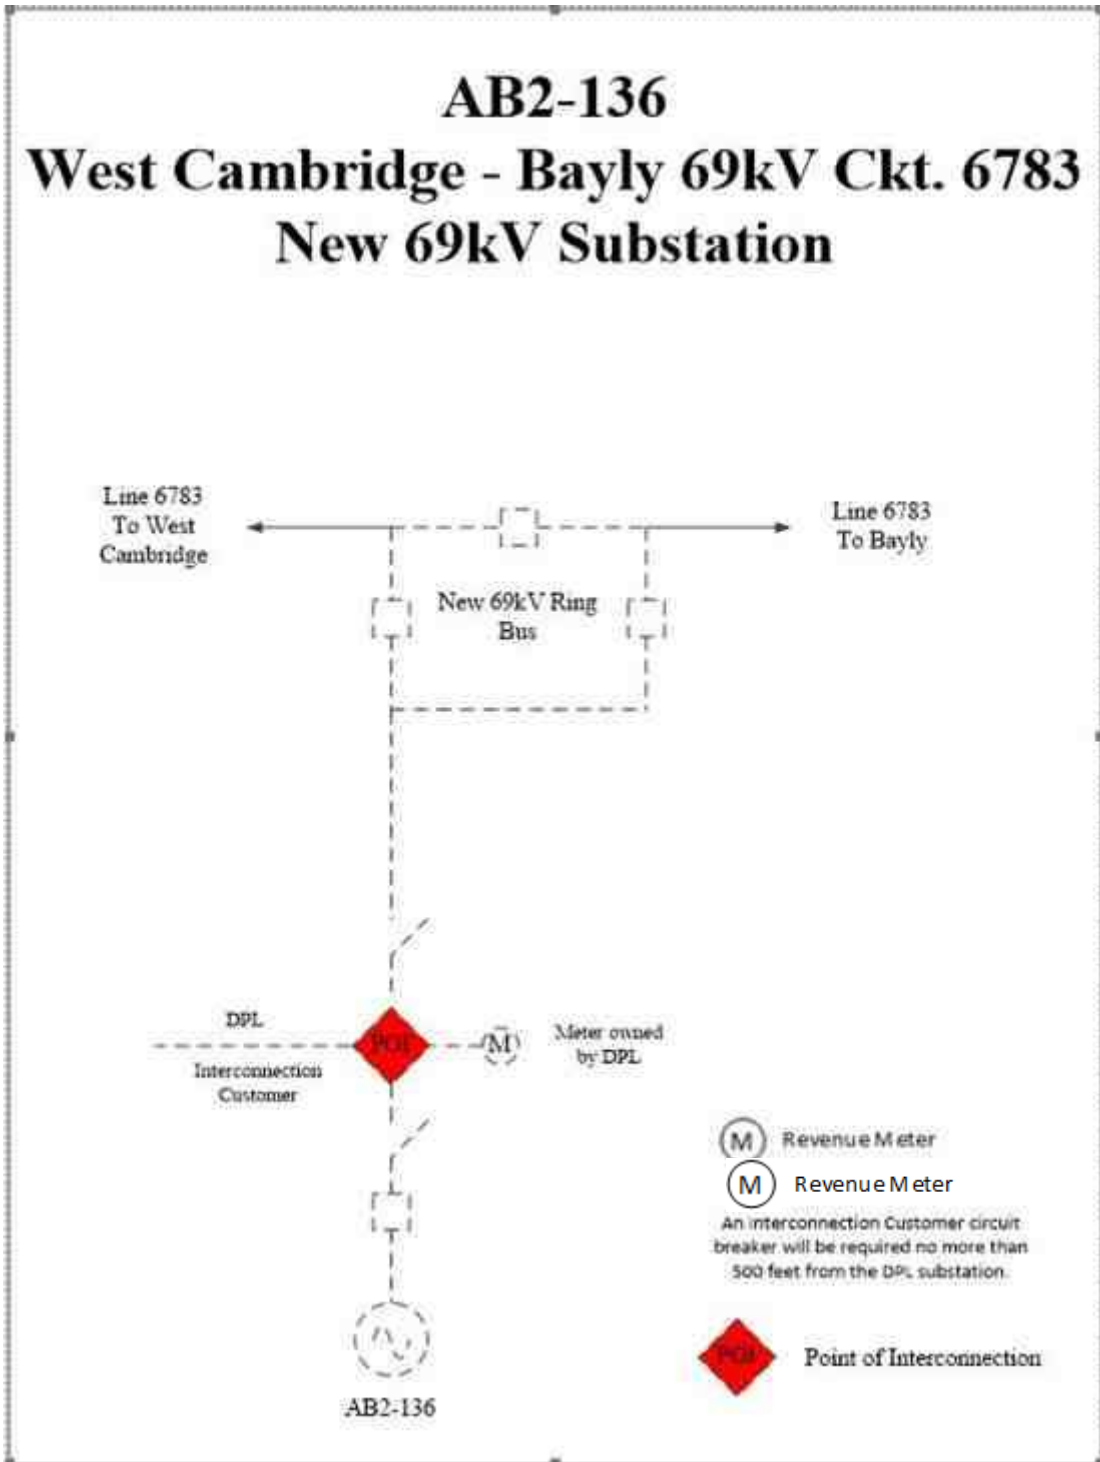 AB2-136
West Cambridge - Bayly 69kV Ckt. 6783
New 69kV Substation
Line 6783
To West
Cambridge
Line 6783
To Bayly
New 69kV Ring
Bus
DPL
POI
M
Meter owned
by DPL
Interconnection
Customer
M Revenue Meter
M Revenue Meter
An Interconnection Customer circuit
breaker will be required no more than
500 feet from the DPL substation.
POI Point of Interconnection
AB2-136